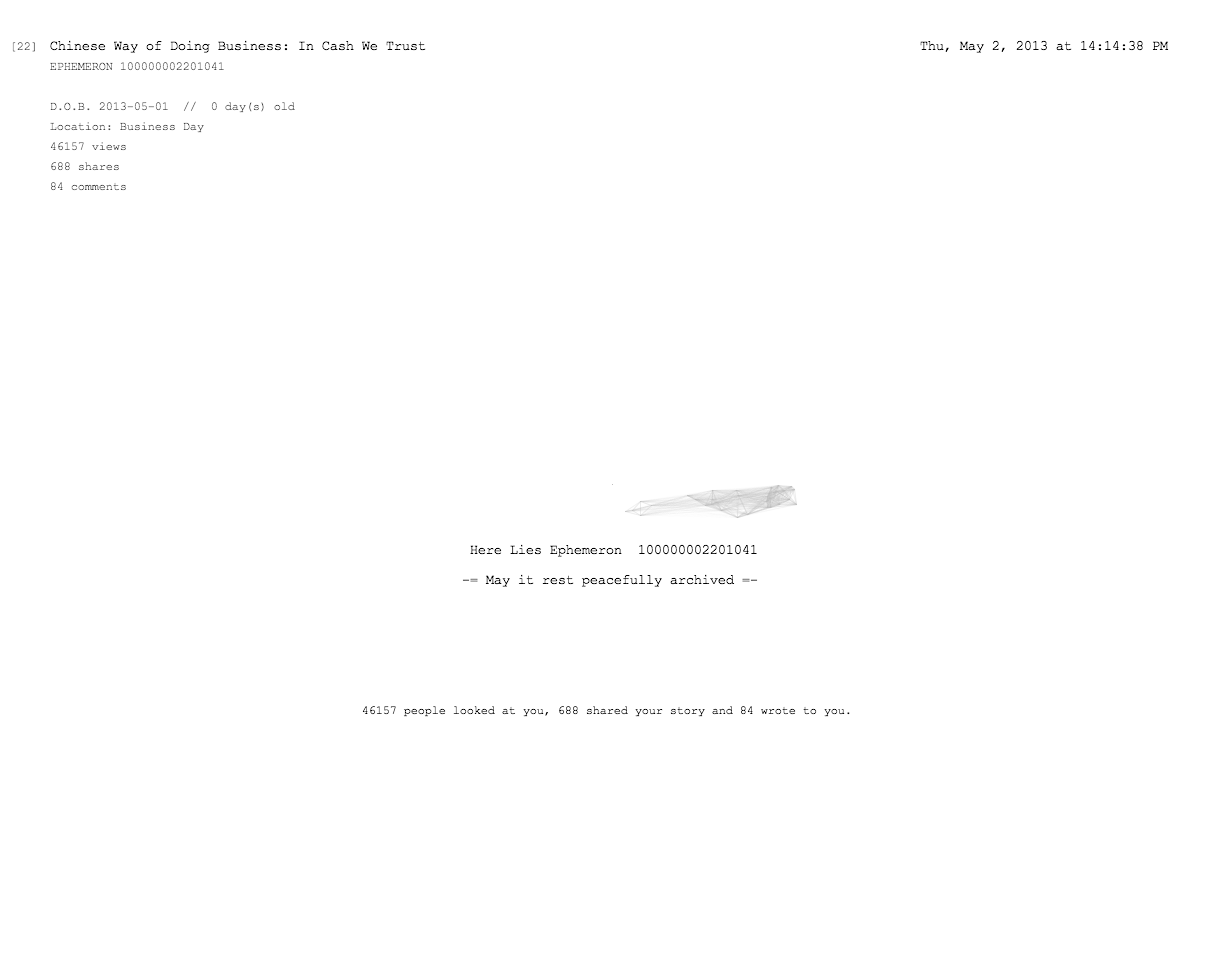 [22] Chinese Way of Doing Business: In Cash We Trust
Thu, May 2, 2013 at 14:14:38 PM
EPHEMERON 100000002201041
D.O.B. 2013-05-01 // 0 day(s) old
Location: Business Day
46157 views
688 shares
84 comments
Here Lies Ephemeron 100000002201041
-= May it rest peacefully archived =-
46157 people looked at you, 688 shared your story and 84 wrote to you.